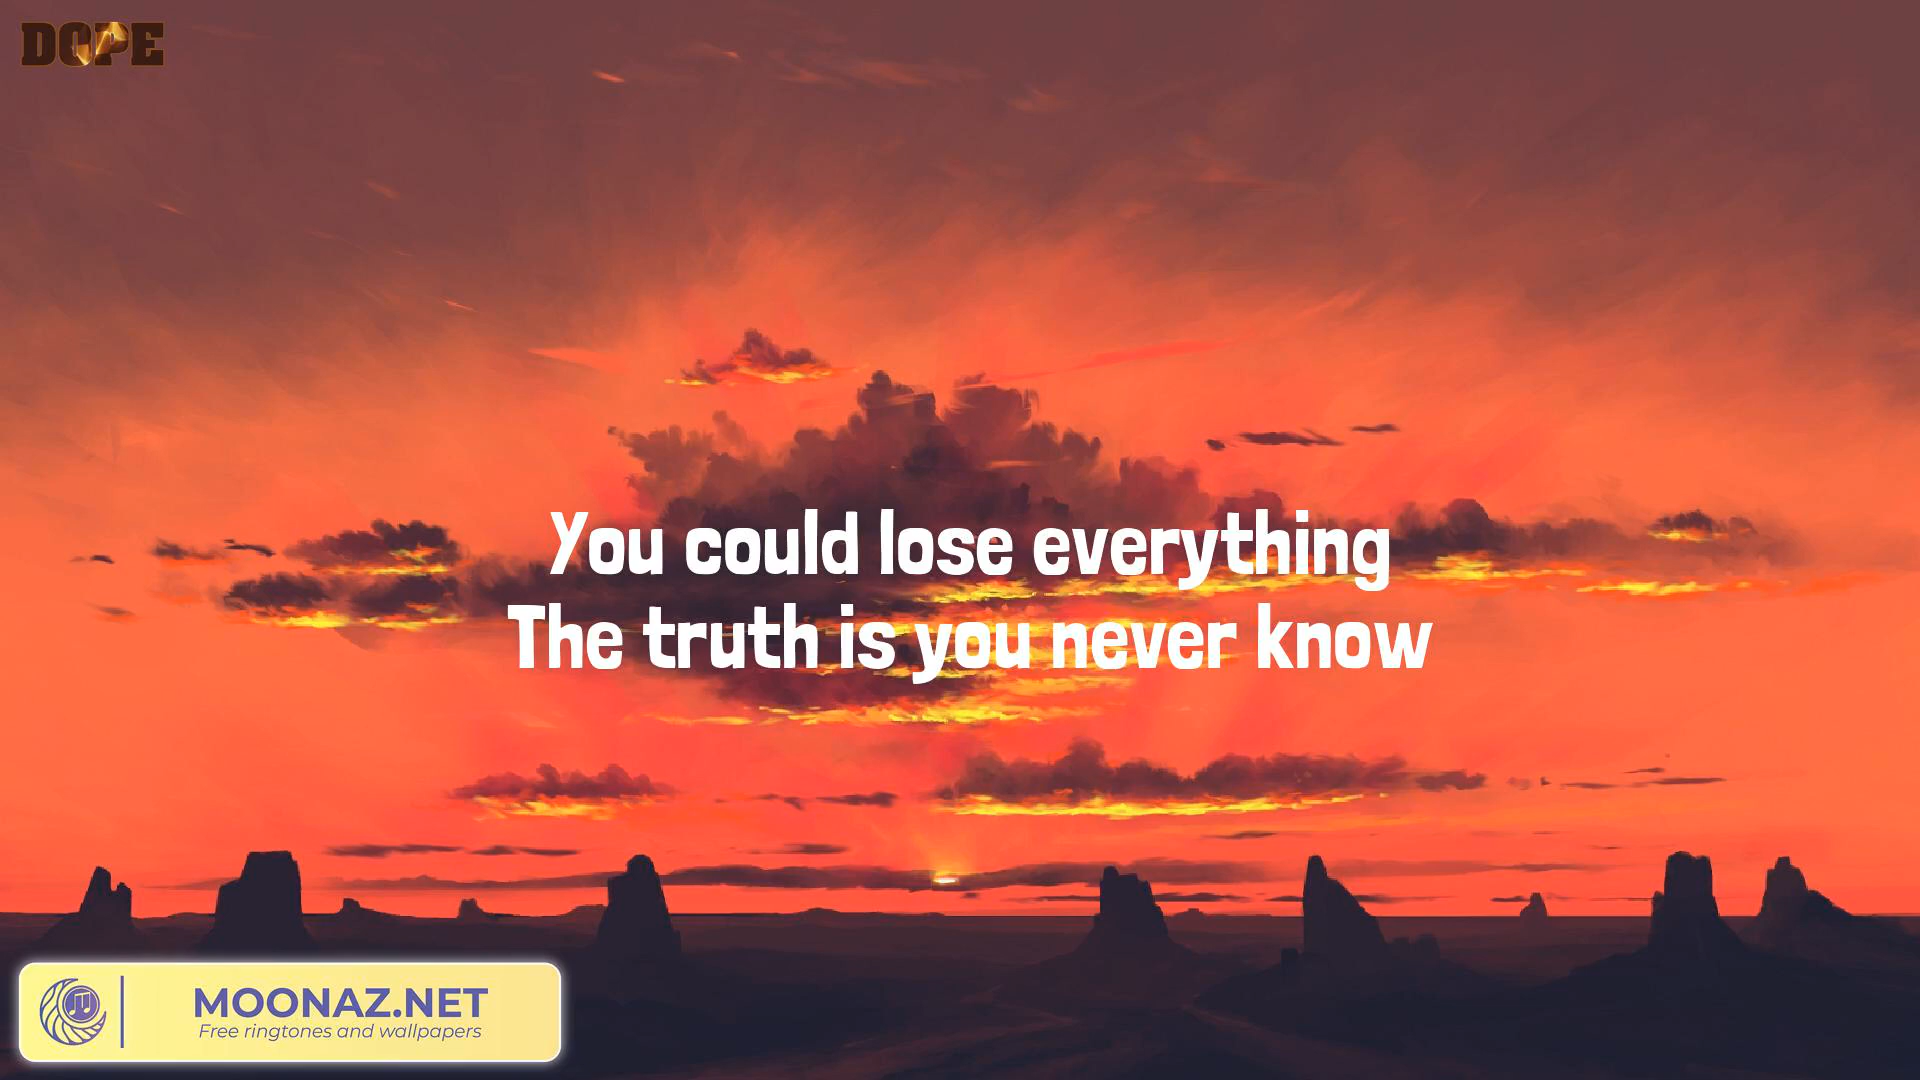 DOPE
You could lose everything
The truth is you never know
MOONAZ.NET
Free ringtones and wallpapers